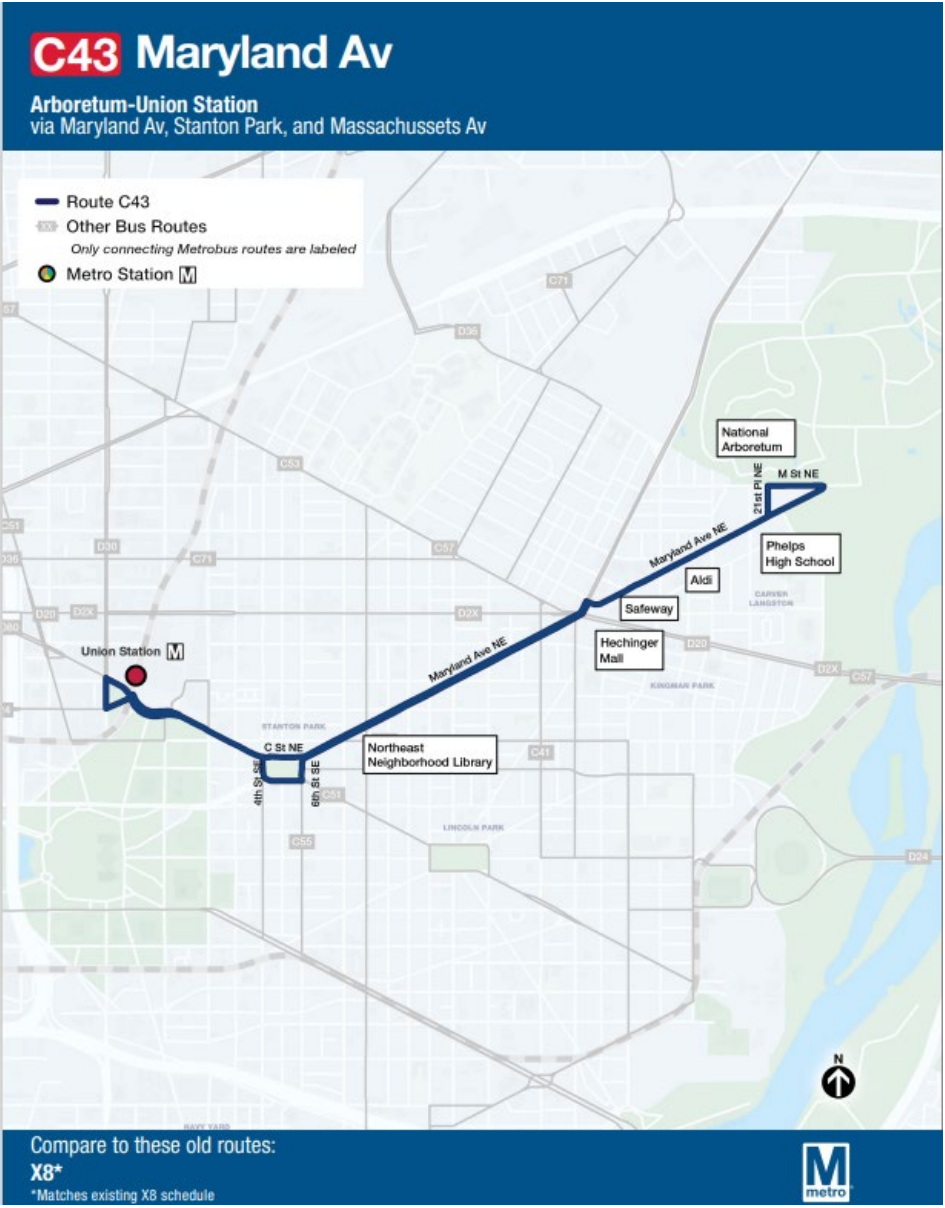 C43 Maryland Av
Arboretum-Union Station
via Maryland Av, Stanton Park, and Massachussets Av
Route C43
XX Other Bus Routes
Only connecting Metrobus routes are labeled
Metro Station M
C71
D36
National
Arboretum
21st Pl NE
M St NE
C53
C51
D30
D36
C71
C57
Maryland Ave NE
Phelps
High School
Aldi
CARVER
LANGSTON
D20
D2X
D2X
Safeway
D20
Hechinger
Mall
D2X
C57
Union Station M
Maryland Ave NE
KINGMAN PARK
STANTON PARK
C St NE
4th St SE
6th St SE
Northeast
Neighborhood Library
C41
C51
LINCOLN PARK
C55
D24
N
NAVY YARD
Compare to these old routes:
X8*
*Matches existing X8 schedule
M
metro